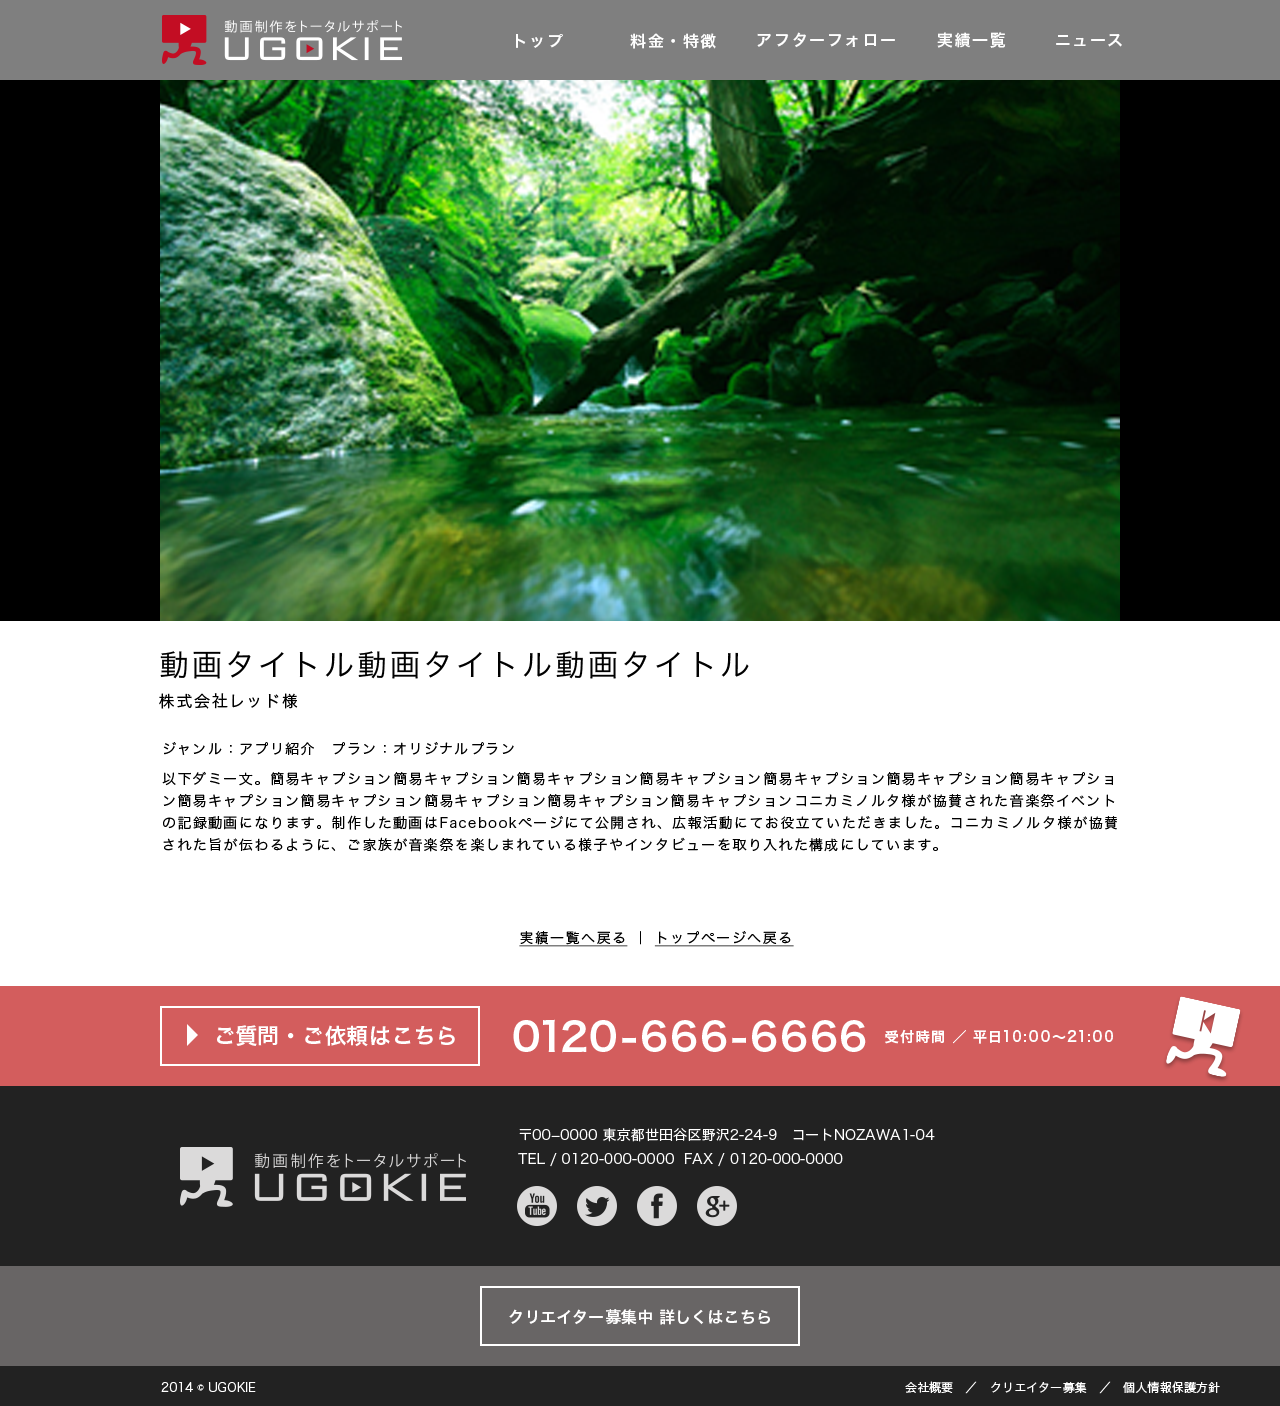 動画制作をトータルサポート
UGOKIE
トップ 料金・特徴 アフターフォロー 実績一覧 ニュース
動画タイトル動画タイトル動画タイトル
株式会社レッド様
ジャンル：アプリ紹介　プラン：オリジナルプラン
以下ダミー文。簡易キャプション簡易キャプション簡易キャプション簡易キャプション簡易キャプション簡易キャプション簡易キャプショ
ン簡易キャプション簡易キャプション簡易キャプション簡易キャプション簡易キャプションコニカミノルタ様が協賛された音楽祭イベント
の記録動画になります。制作した動画はFacebookページにて公開され、広報活動にてお役立ていただきました。コニカミノルタ様が協賛
された旨が伝わるように、ご家族が音楽祭を楽しまれている様子やインタビューを取り入れた構成にしています。
実績一覧へ戻る ｜ トップページへ戻る
ご質問・ご依頼はこちら 0120-666-6666 受付時間 ／ 平日10:00〜21:00
動画制作をトータルサポート
UGOKIE
〒00–0000 東京都世田谷区野沢2-24-9　コートNOZAWA1-04
TEL / 0120-000-0000 FAX / 0120-000-0000
You Tube f g+
クリエイター募集中 詳しくはこちら
2014 © UGOKIE 会社概要　／　クリエイター募集　／　個人情報保護方針